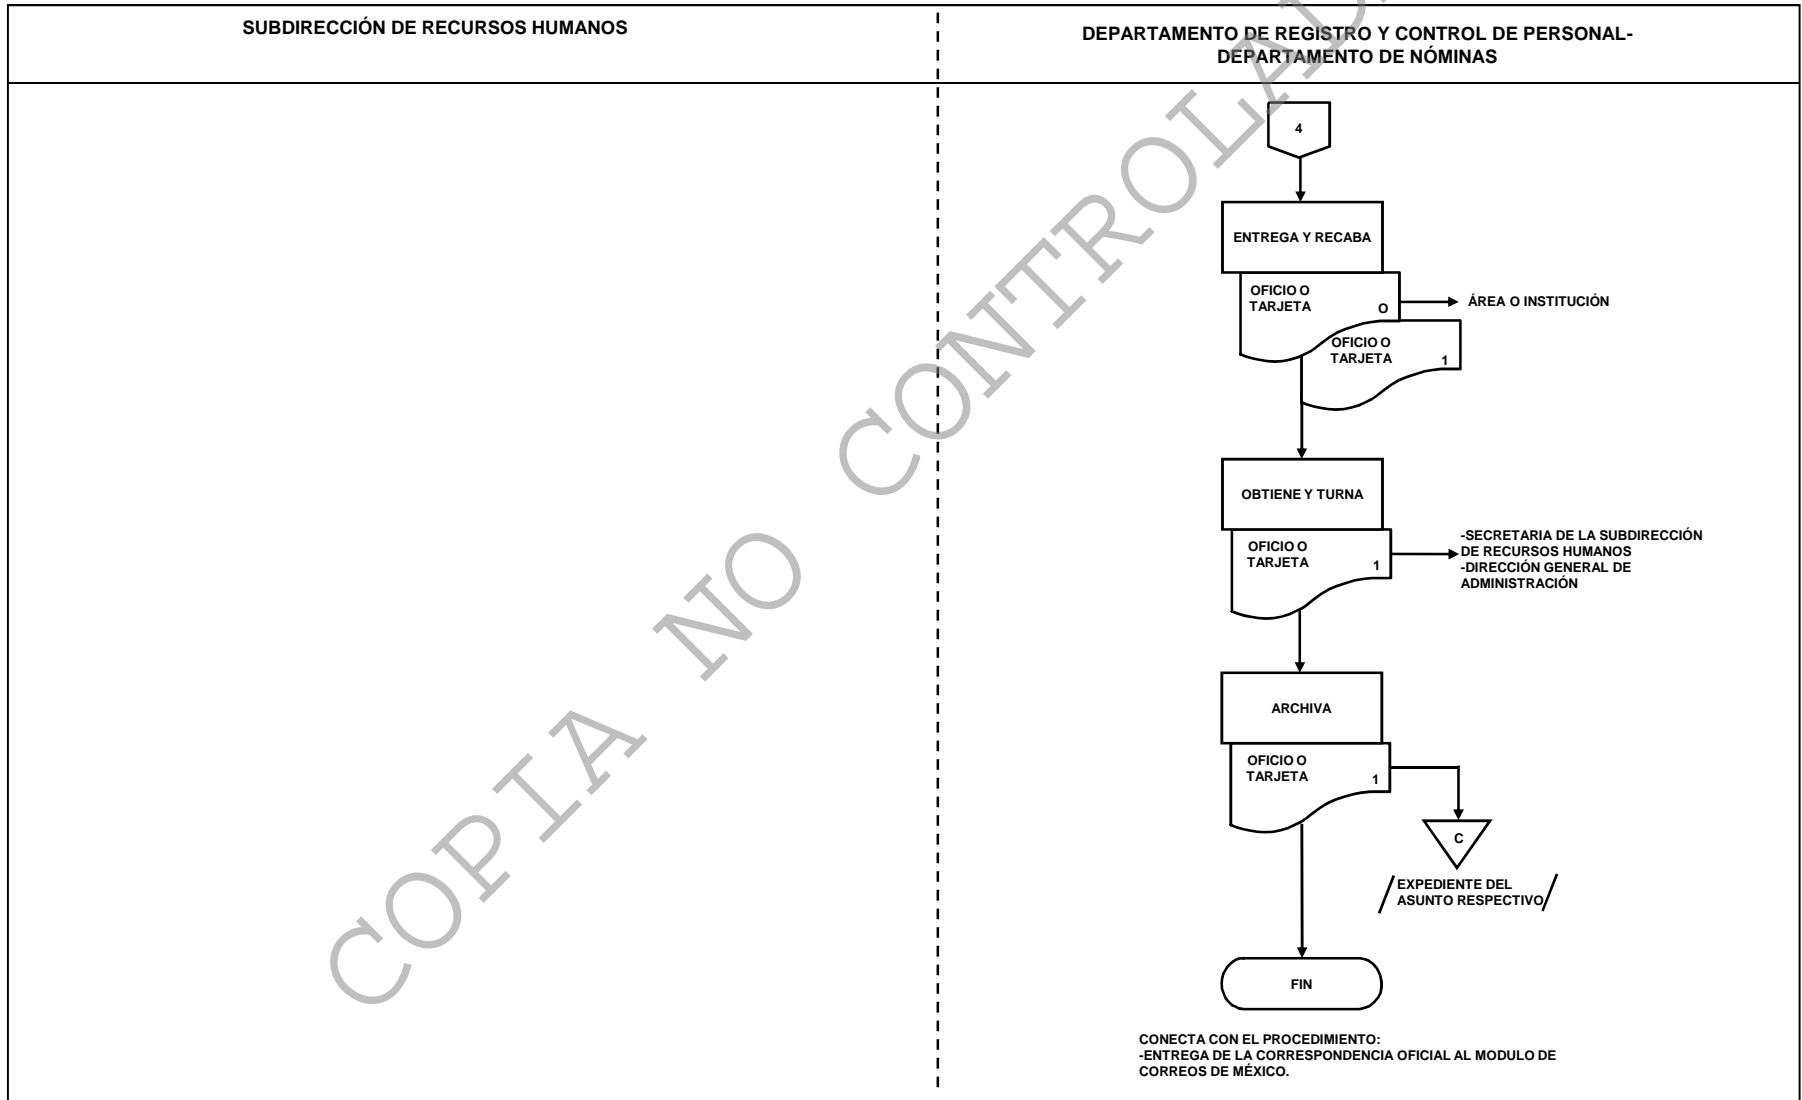 SUBDIRECCIÓN DE RECURSOS HUMANOS
DEPARTAMENTO DE REGISTRO Y CONTROL DE PERSONAL-
DEPARTAMENTO DE NÓMINAS
4
ENTREGA Y RECABA
OFICIO O
TARJETA
O
ÁREA O INSTITUCIÓN
OFICIO O
TARJETA
1
OBTIENE Y TURNA
OFICIO O
TARJETA
1
-SECRETARIA DE LA SUBDIRECCIÓN
DE RECURSOS HUMANOS
-DIRECCIÓN GENERAL DE
ADMINISTRACIÓN
ARCHIVA
OFICIO O
TARJETA
1
C
EXPEDIENTE DEL
ASUNTO RESPECTIVO
FIN
CONECTA CON EL PROCEDIMIENTO:
-ENTREGA DE LA CORRESPONDENCIA OFICIAL AL MODULO DE
CORREOS DE MÉXICO.
COPIA NO CONTROLAD